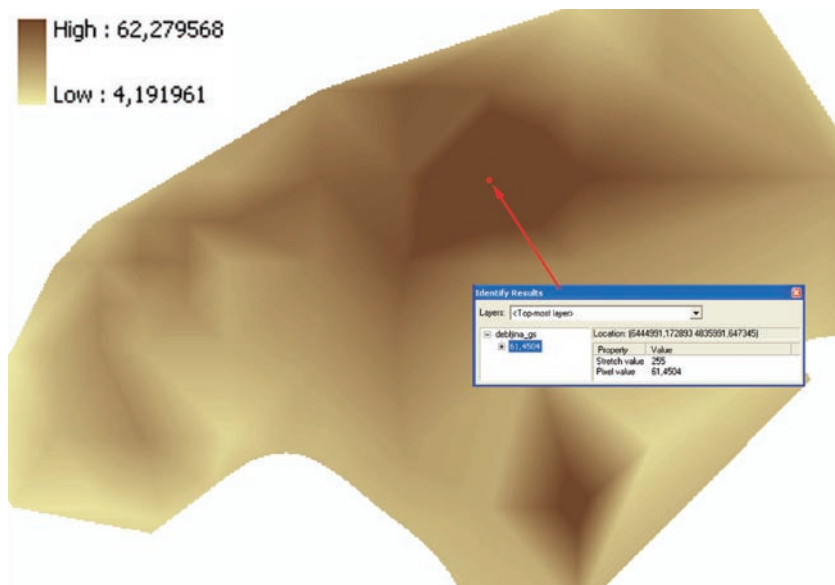 High : 62,279568
Low : 4,191961
Identify Results
Layers: <Top-most layer>
debljina_gs
61,4504
Location: (6444991,172893 4835991,647345)
Property Value
Stretch value 255
Pixel value 61,4504